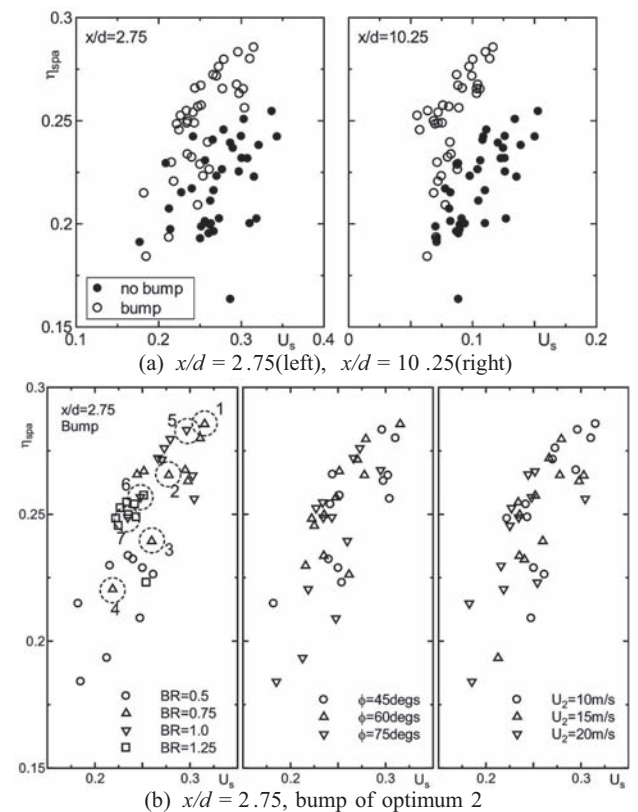 (a)
x/d=2.75
x/d=10.25
η_spa
0.3
0.25
0.2
0.15
no bump
bump
0.1 0.2 0.3 U_s 0.4
0 0.1 U_s 0.2
(a) x/d = 2.75(left), x/d = 10 .25(right)
(b)
0.3
η_spa
x/d=2.75
Bump
5
1
6
2
7
3
4
0.25
0.2
0.15
BR=0.5
BR=0.75
BR=1.0
BR=1.25
ϕ=45degs
ϕ=60degs
ϕ=75degs
U₂=10m/s
U₂=15m/s
U₂=20m/s
0.2 0.3 U_s
0.2 0.3 U_s
0.2 0.3 U_s
(b) x/d = 2.75, bump of optimum 2